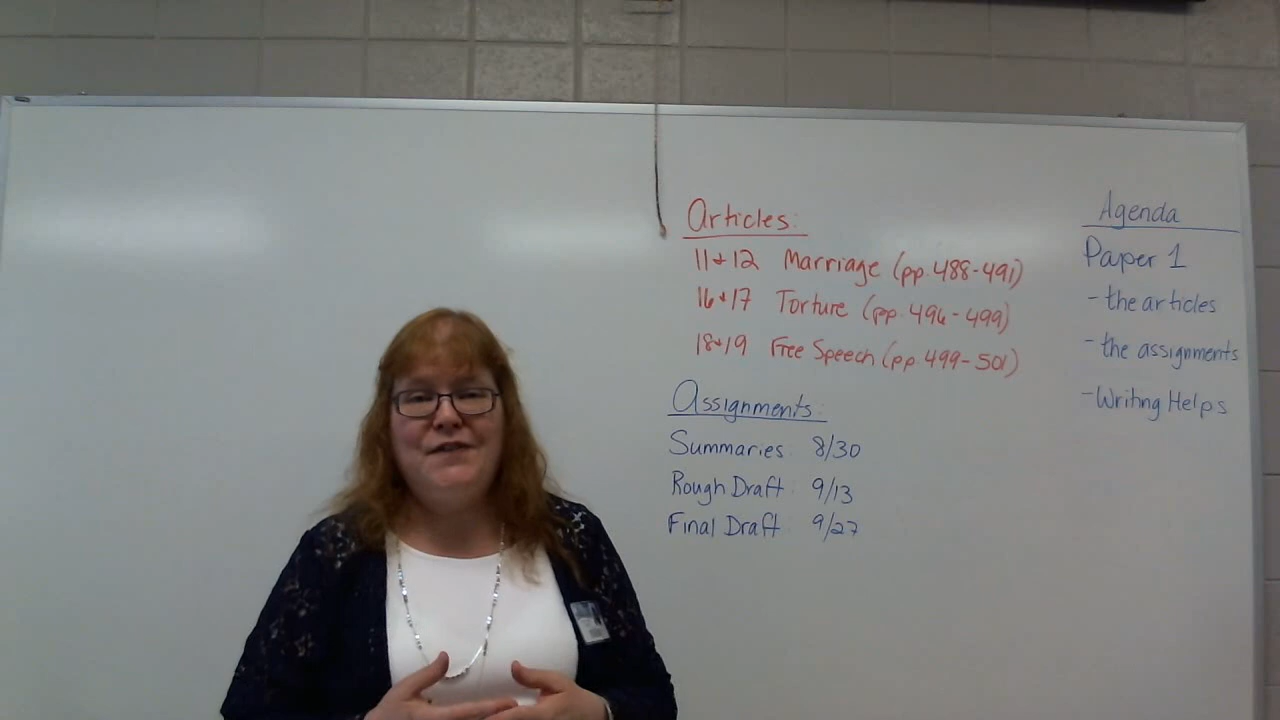 Articles:
11+12 Marriage (pp. 488-491)
16+17 Torture (pp. 496-499)
18+19 Free Speech (pp. 499-501)
Assignments:
Summaries 8/30
Rough Draft 9/13
Final Draft 9/27
Agenda
Paper 1
- the articles
- the assignments
- Writing Helps